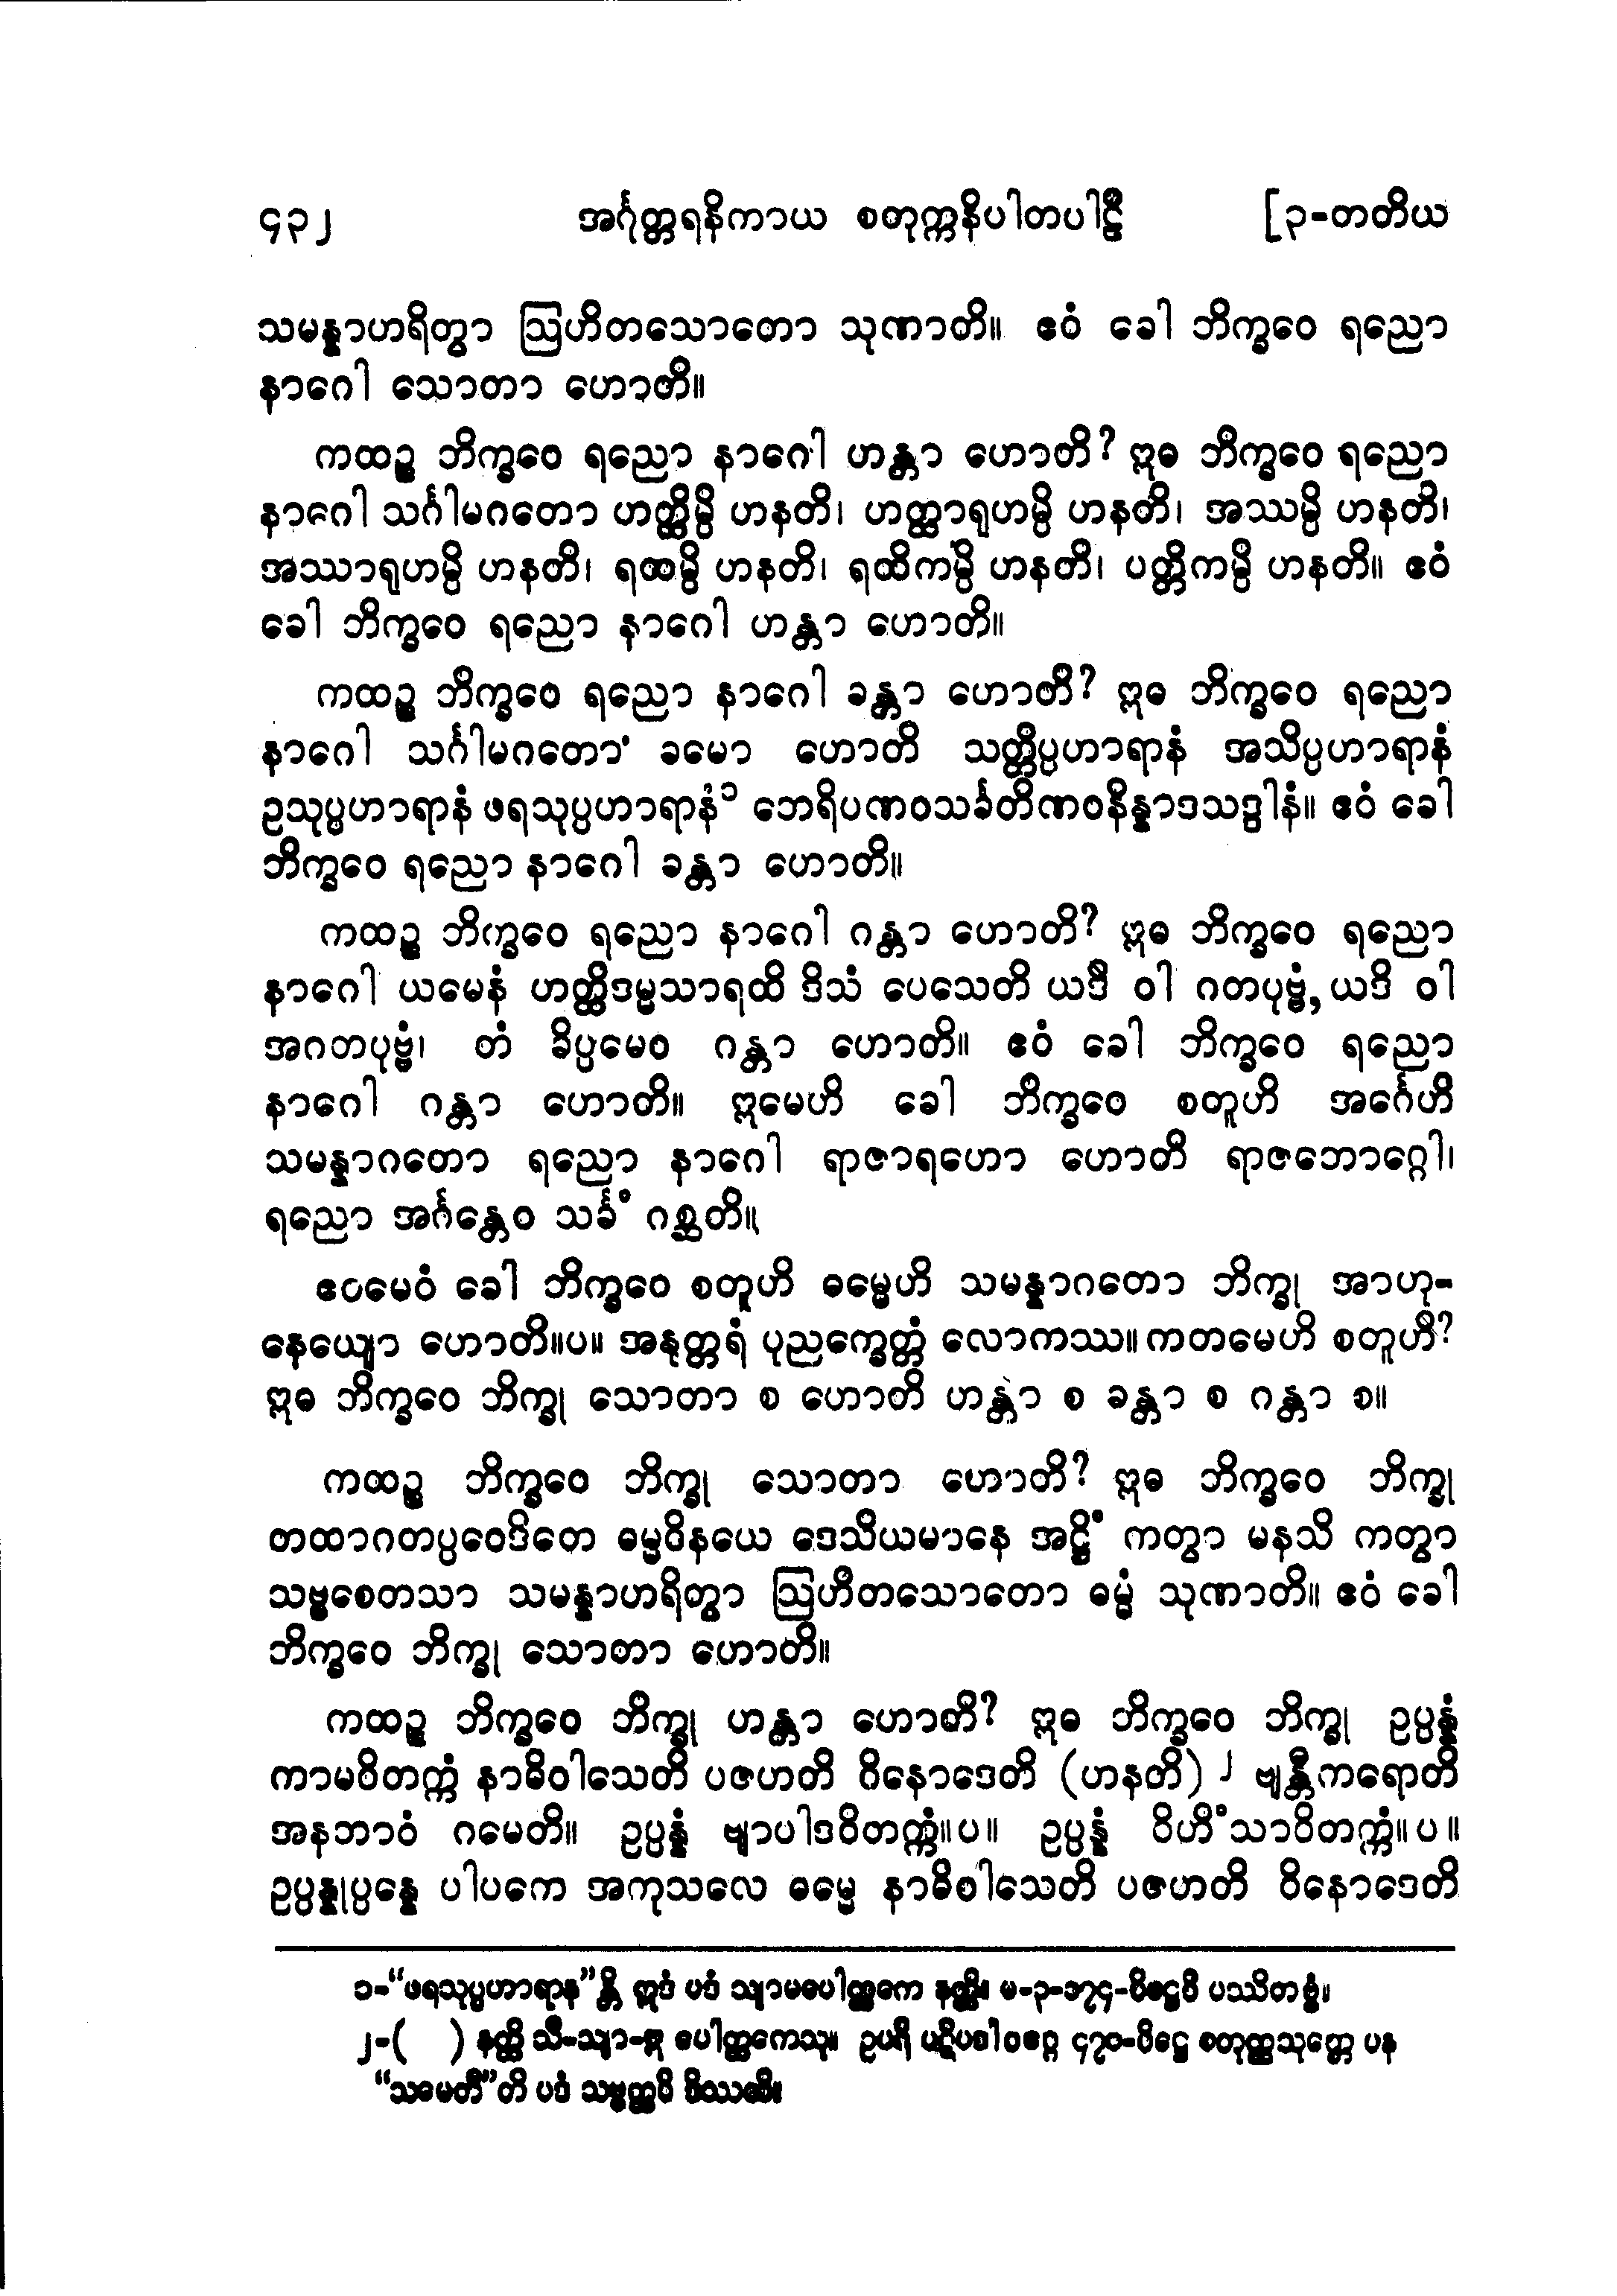 ၄၃၂ အင်္ဂုတ္တရနိကာယ စတုက္ကနိပါတပါဠိ [၃-တတိယ
သမန္နာဟရိတွာ ဩဟိတသောတော သုဏာတိ။ ဧဝံ ခေါ ဘိက္ခဝေ ရညော
နာဂေါ သောတာ ဟောတိ။
ကထဉ္စ ဘိက္ခဝေ ရညော နာဂေါ ဟန္တာ ဟောတိ? ဣဓ ဘိက္ခဝေ ရညော
နာဂေါ သင်္ဂါမဂတော ဟတ္ထိမ္ပိ ဟနတိ၊ ဟတ္ထာရုဟမ္ပိ ဟနတိ၊ အဿမ္ပိ ဟနတိ၊
အဿာရုဟမ္ပိ ဟနတိ၊ ရထမ္ပိ ဟနတိ၊ ရထိကမ္ပိ ဟနတိ၊ ပတ္တိကမ္ပိ ဟနတိ။ ဧဝံ
ခေါ ဘိက္ခဝေ ရညော နာဂေါ ဟန္တာ ဟောတိ။
ကထဉ္စ ဘိက္ခဝေ ရညော နာဂေါ ခန္တာ ဟောတိ? ဣဓ ဘိက္ခဝေ ရညော
နာဂေါ သင်္ဂါမဂတော ခမော ဟောတိ သတ္တိပ္ပဟာရာနံ အသိပ္ပဟာရာနံ
ဥသုပ္ပဟာရာနံ ဖရသုပ္ပဟာရာနံ၁ ဘေရိပဏဝသင်္ခတိဏဝနိန္နာဒသဒ္ဒါနံ။ ဧဝံ ခေါ
ဘိက္ခဝေ ရညော နာဂေါ ခန္တာ ဟောတိ။
ကထဉ္စ ဘိက္ခဝေ ရညော နာဂေါ ဂန္တာ ဟောတိ? ဣဓ ဘိက္ခဝေ ရညော
နာဂေါ ယမေနံ ဟတ္ထိဒမ္မသာရထိ ဒိသံ ပေသေတိ ယဒိ ဝါ ဂတပုဗ္ဗံ, ယဒိ ဝါ
အဂတပုဗ္ဗံ၊ တံ ခိပ္ပမေဝ ဂန္တာ ဟောတိ။ ဧဝံ ခေါ ဘိက္ခဝေ ရညော
နာဂေါ ဂန္တာ ဟောတိ။ ဣမေဟိ ခေါ ဘိက္ခဝေ စတူဟိ အင်္ဂေဟိ
သမန္နာဂတော ရညော နာဂေါ ရာဇာရဟော ဟောတိ ရာဇဘောဂ္ဂေါ၊
ရညော အင်္ဂန္တေဝ သင်္ခံ ဂစ္ဆတိ။
ဧဝမေဝံ ခေါ ဘိက္ခဝေ စတူဟိ ဓမ္မေဟိ သမန္နာဂတော ဘိက္ခု အာဟု-
နေယျော ဟောတိ။ပ။ အနုတ္တရံ ပုညက္ခေတ္တံ လောကဿ။ ကတမေဟိ စတူဟိ?
ဣဓ ဘိက္ခဝေ ဘိက္ခု သောတာ စ ဟောတိ ဟန္တာ စ ခန္တာ စ ဂန္တာ စ။
ကထဉ္စ ဘိက္ခဝေ ဘိက္ခု သောတာ ဟောတိ? ဣဓ ဘိက္ခဝေ ဘိက္ခု
တထာဂတပ္ပဝေဒိတေ ဓမ္မဝိနယေ ဒေသိယမာနေ အဋ္ဌိံ ကတွာ မနသိ ကတွာ
သဗ္ဗစေတသာ သမန္နာဟရိတွာ ဩဟိတသောတော ဓမ္မံ သုဏာတိ။ ဧဝံ ခေါ
ဘိက္ခဝေ ဘိက္ခု သောတာ ဟောတိ။
ကထဉ္စ ဘိက္ခဝေ ဘိက္ခု ဟန္တာ ဟောတိ? ဣဓ ဘိက္ခဝေ ဘိက္ခု ဥပ္ပန္နံ
ကာမဝိတက္ကံ နာဓိဝါသေတိ ပဇဟတိ ဝိနောဒေတိ (ဟနတိ) ၂ ဗျန္တီကရောတိ
အနဘာဝံ ဂမေတိ။ ဥပ္ပန္နံ ဗျာပါဒဝိတက္ကံ။ပ။ ဥပ္ပန္နံ ဝိဟိံသာဝိတက္ကံ။ပ။
ဥပ္ပန္နုပ္ပန္နေ ပါပကေ အကုသလေ ဓမ္မေ နာဓိဝါသေတိ ပဇဟတိ ဝိနောဒေတိ
၁-“ဖရသုပ္ပဟာရာန”န္တိ ဣဒံ ပဒံ သျာမပေါတ္ထကေ နတ္ထိ။ မ-၃-၁၇၄-ပိဋ္ဌေပိ ပဿိတဗ္ဗံ။
၂-( ) နတ္ထိ သီ-သျာ-ဣ ပေါတ္ထကေသု။ ဥပရိ ပဋိပဒါဝဂ္ဂေ ၄၇၀-ပိဋ္ဌေ စတုတ္ထသုတ္တေ ပန
“သမေတိ”တိ ပဒံ သဗ္ဗတ္ထပိ ဒိဿတိ။